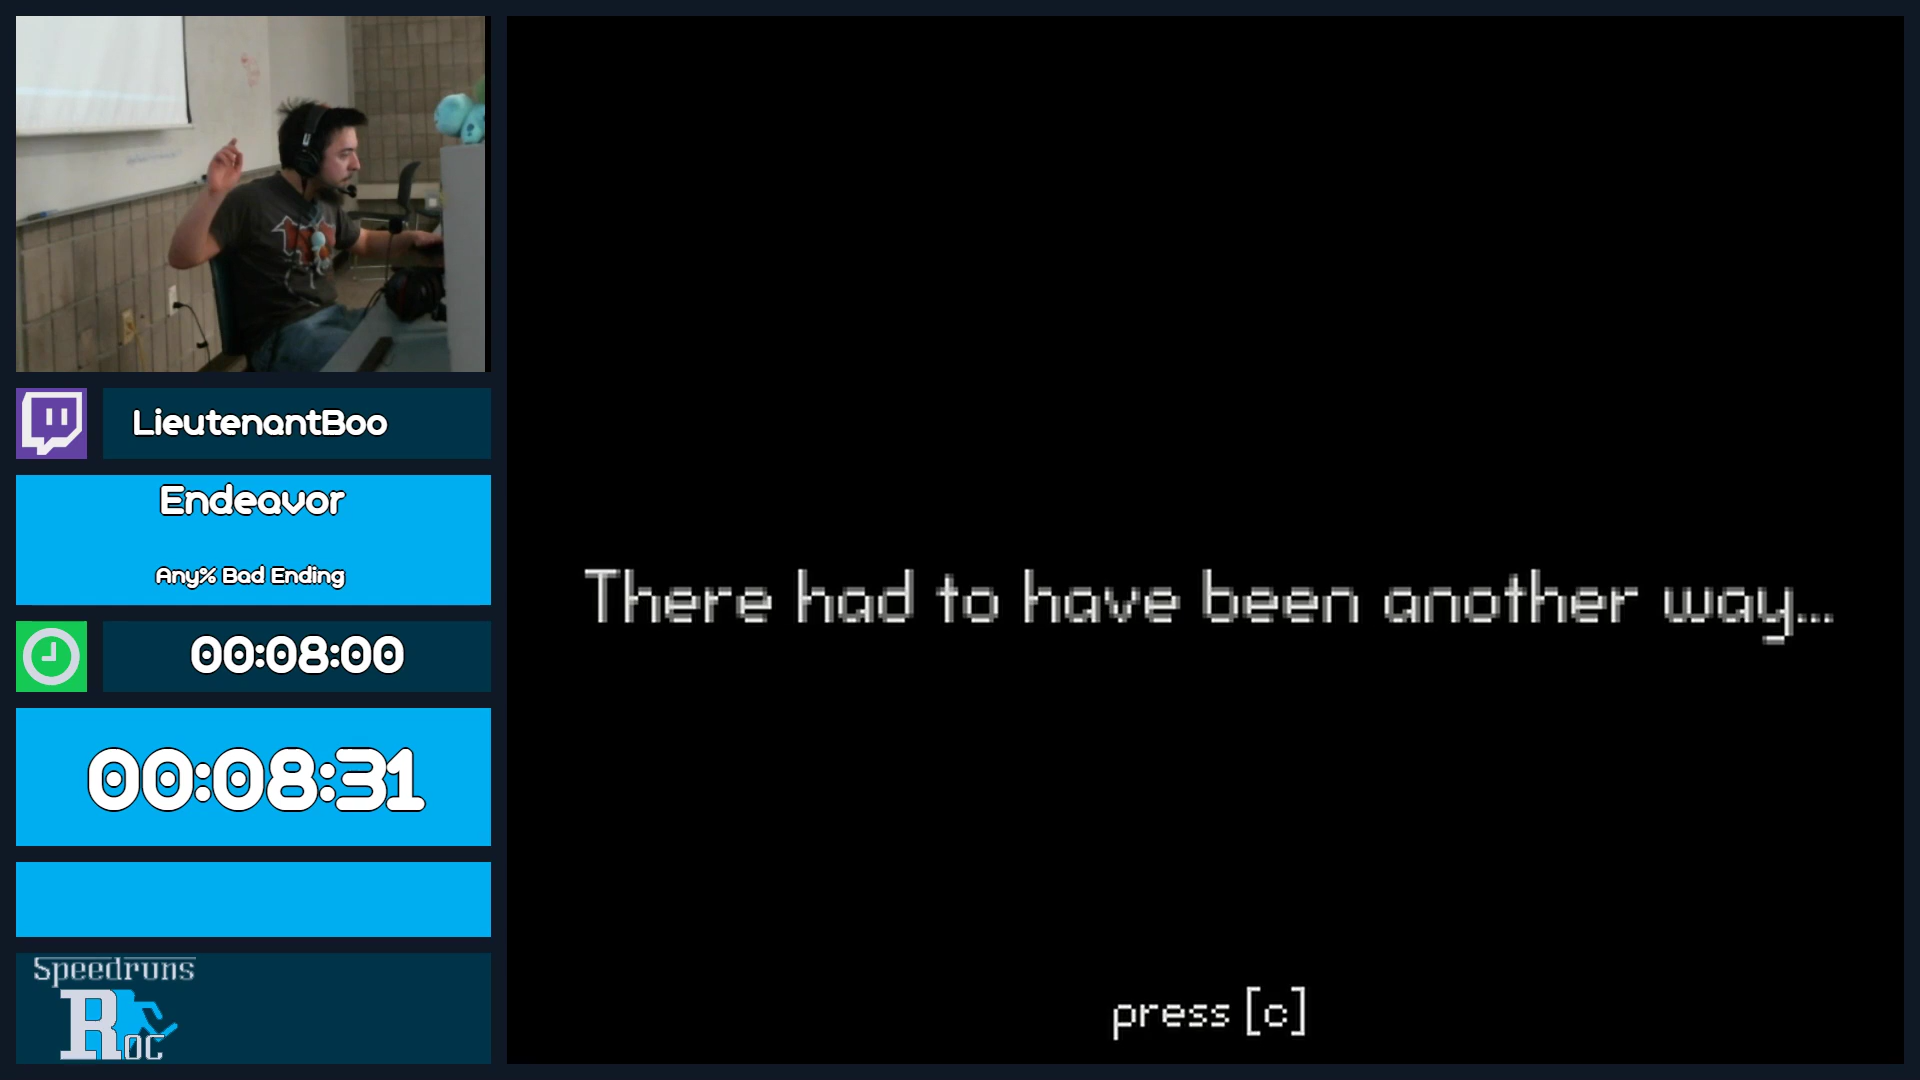 LieutenantBoo
Endeavor
Any% Bad Ending
00:08:00
00:08:31
Speedruns
ROC
There had to have been another way...
press [c]